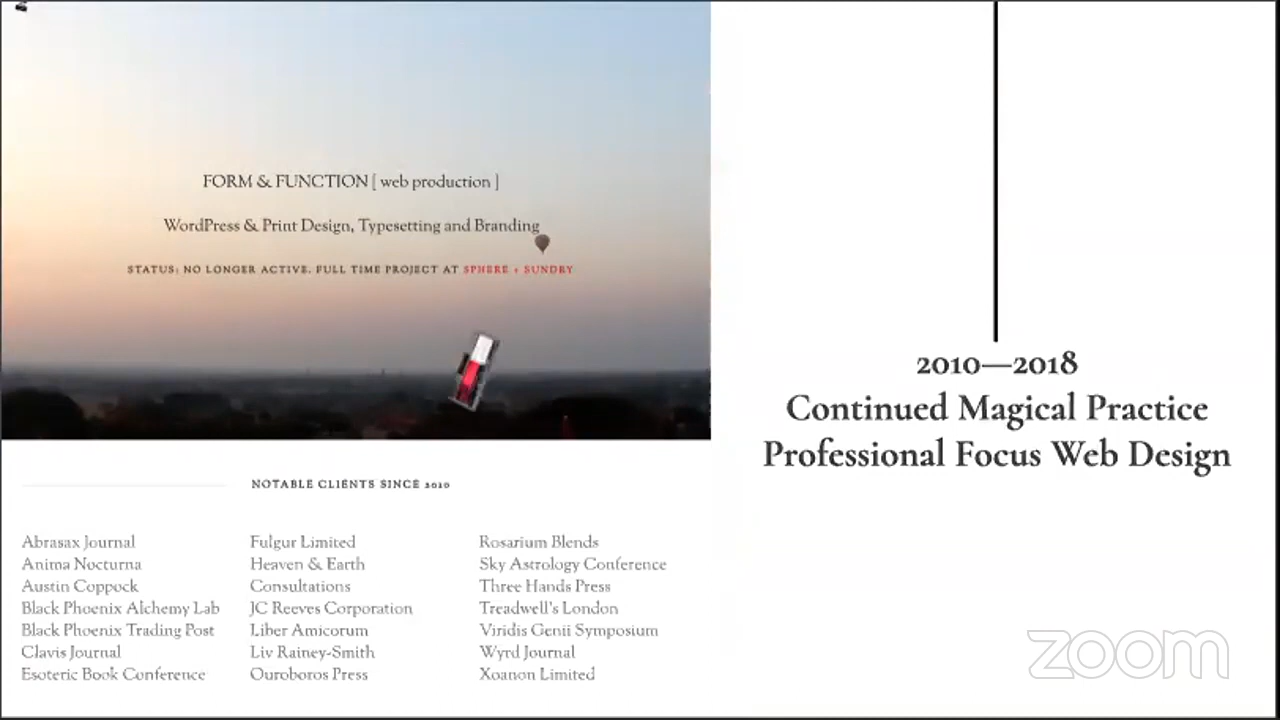 FORM & FUNCTION [ web production ]
WordPress & Print Design, Typesetting and Branding
STATUS: NO LONGER ACTIVE. FULL TIME PROJECT AT SPHERE + SUNDRY
2010—2018
Continued Magical Practice
Professional Focus Web Design
NOTABLE CLIENTS SINCE 2010
Abrasax Journal
Anima Nocturna
Austin Coppock
Black Phoenix Alchemy Lab
Black Phoenix Trading Post
Clavis Journal
Esoteric Book Conference
Fulgur Limited
Heaven & Earth
Consultations
JC Reeves Corporation
Liber Amicorum
Liv Rainey-Smith
Ouroboros Press
Rosarium Blends
Sky Astrology Conference
Three Hands Press
Treadwell's London
Viridis Genii Symposium
Wyrd Journal
Xoanon Limited
zoom